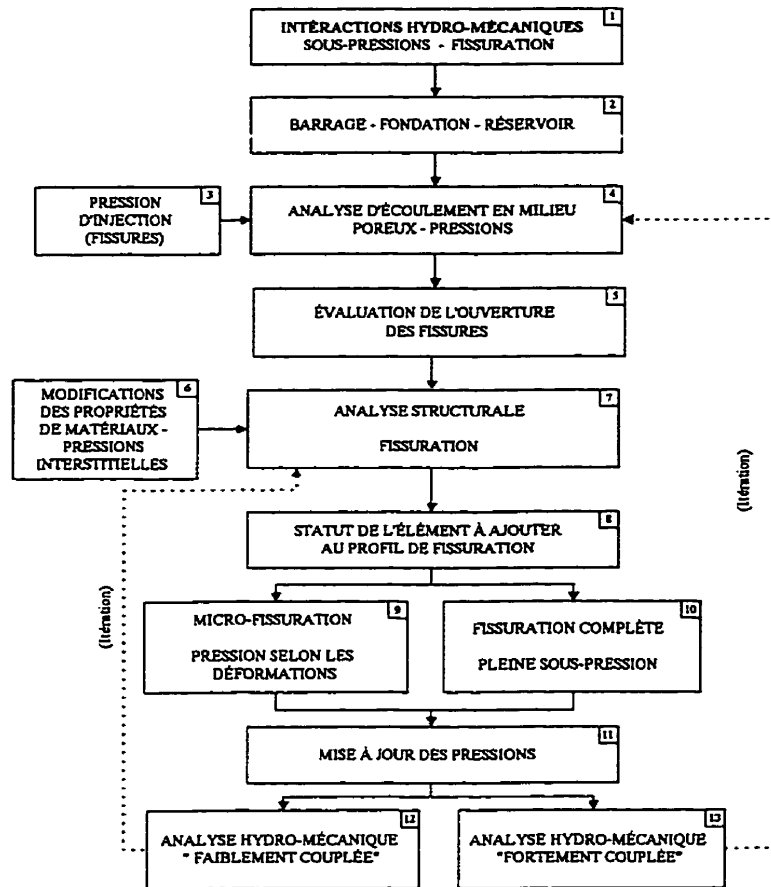 1
INTÉRACTIONS HYDRO-MÉCANIQUES
SOUS-PRESSIONS - FISSURATION
2
BARRAGE - FONDATION - RÉSERVOIR
3
PRESSION
D'INJECTION
(FISSURES)
4
ANALYSE D'ÉCOULEMENT EN MILIEU
POREUX - PRESSIONS
5
ÉVALUATION DE L'OUVERTURE
DES FISSURES
6
MODIFICATIONS
DES PROPRIÉTÉS
DE MATÉRIAUX -
PRESSIONS
INTERSTITIELLES
7
ANALYSE STRUCTURALE
FISSURATION
(Itération)
8
STATUT DE L'ÉLÉMENT À AJOUTER
AU PROFIL DE FISSURATION
(Itération)
9
MICRO-FISSURATION
PRESSION SELON LES
DÉFORMATIONS
10
FISSURATION COMPLÈTE
PLEINE SOUS-PRESSION
11
MISE À JOUR DES PRESSIONS
12
ANALYSE HYDRO-MÉCANIQUE
" FAIBLEMENT COUPLÉE"
13
ANALYSE HYDRO-MÉCANIQUE
"FORTEMENT COUPLÉE"